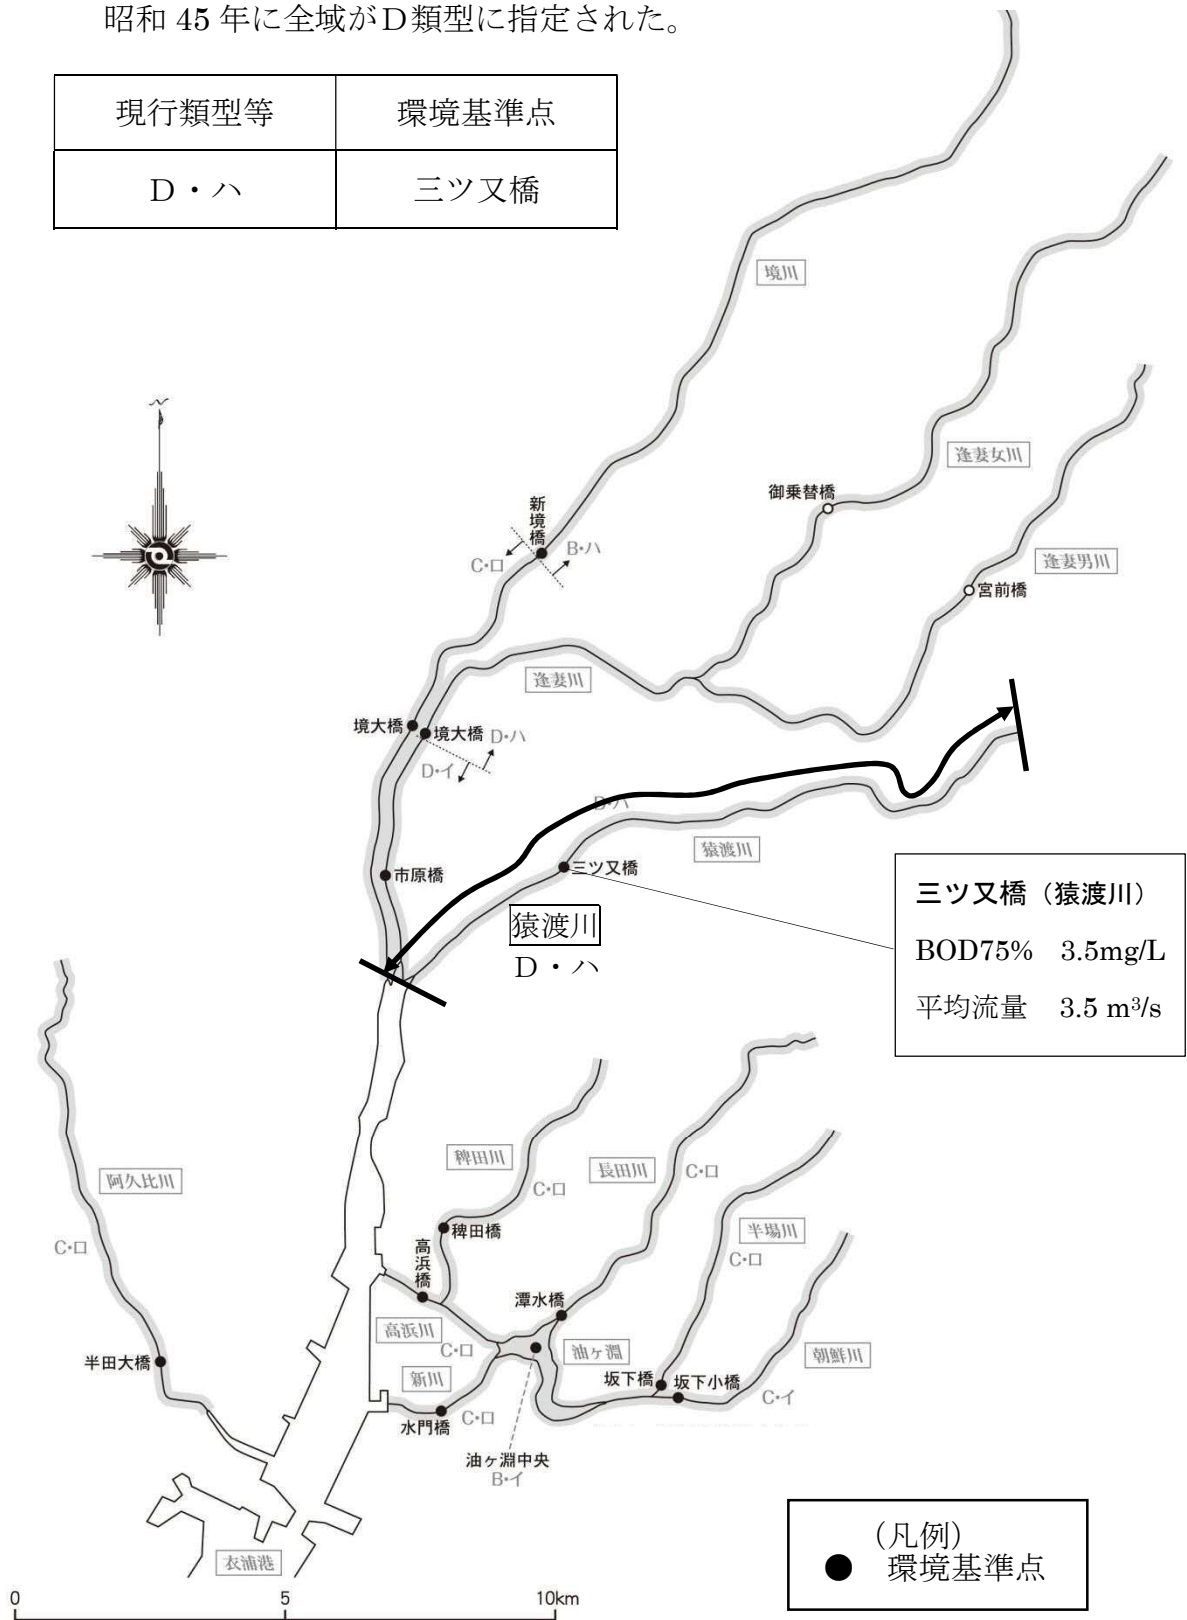 昭和 45 年に全域がＤ類型に指定された。
現行類型等
環境基準点
Ｄ・ハ
三ツ又橋
境川
逢妻女川
御乗替橋
新境橋
B・ハ
C・ロ
逢妻男川
宮前橋
逢妻川
境大橋
境大橋
D・ハ
D・イ
D・ハ
猿渡川
市原橋
三ツ又橋
三ツ又橋（猿渡川）
BOD75%　3.5mg/L
平均流量　3.5 m³/s
猿渡川
Ｄ・ハ
稗田川
長田川
C・ロ
阿久比川
C・ロ
半場川
稗田橋
C・ロ
C・ロ
高浜橋
潭水橋
高浜川
C・ロ
油ヶ淵
朝鮮川
半田大橋
新川
坂下橋
坂下小橋
C・イ
C・ロ
水門橋
油ヶ淵中央
B・イ
（凡例）
● 環境基準点
衣浦港
0
5
10km